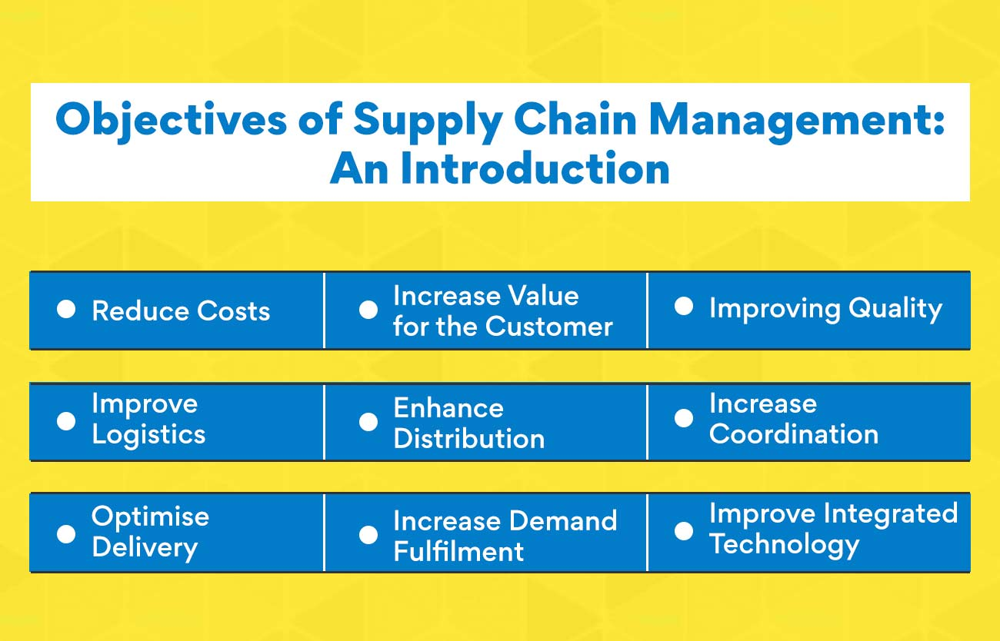 Objectives of Supply Chain Management:
An Introduction
Reduce Costs
Increase Value
for the Customer
Improving Quality
Improve
Logistics
Enhance
Distribution
Increase
Coordination
Optimise
Delivery
Increase Demand
Fulfilment
Improve Integrated
Technology